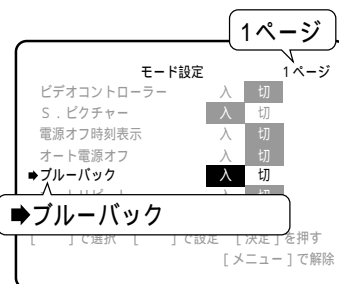 1ページ
モード設定 1ページ
ビデオコントローラー 入 切
S．ピクチャー 入 切
電源オフ時刻表示 入 切
オート電源オフ 入 切
➡ブルーバック 入 切
➡ブルーバック
[ ]で選択 [ ]で設定 [決定]を押す
[メニュー]で解除